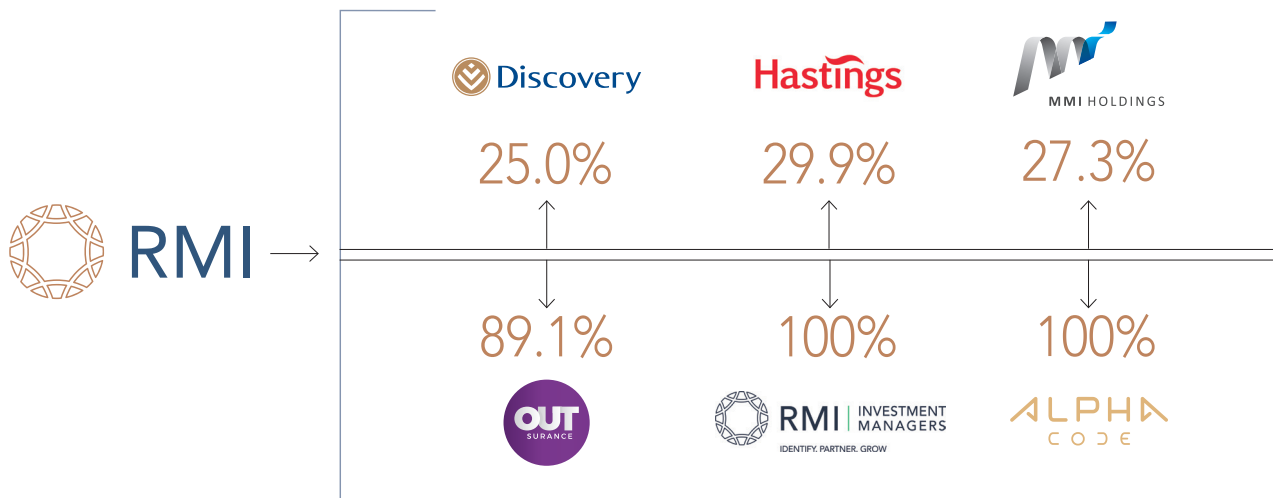 Discovery
Hastings
MMI HOLDINGS
25.0%
29.9%
27.3%
RMI
89.1%
100%
100%
OUT
SURANCE
RMI | INVESTMENT
MANAGERS
IDENTIFY. PARTNER. GROW
ALPHA
CODE